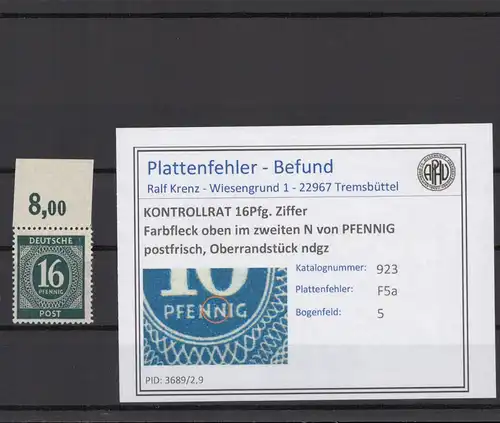 8,00
DEUTSCHE
16
PFENNIG
POST
Plattenfehler - Befund
Ralf Krenz - Wiesengrund 1 - 22967 Tremsbüttel
KONTROLLRAT 16Pfg. Ziffer
Farbfleck oben im zweiten N von PFENNIG
postfrisch, Oberrandstück ndgz
16
PFENNIG
Katalognummer: 923
Plattenfehler: F5a
Bogenfeld: 5
PID: 3689/2,9